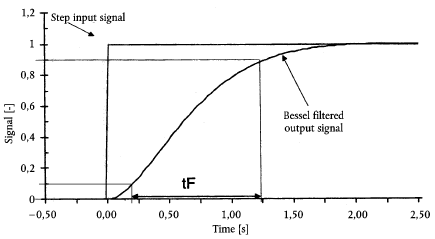 Step input signal
1,2
1
0,8
0,6
0,4
0,2
0
Signal [-]
Bessel filtered
output signal
tF
-0,50 0,00 0,50 1,00 1,50 2,00 2,50
Time [s]